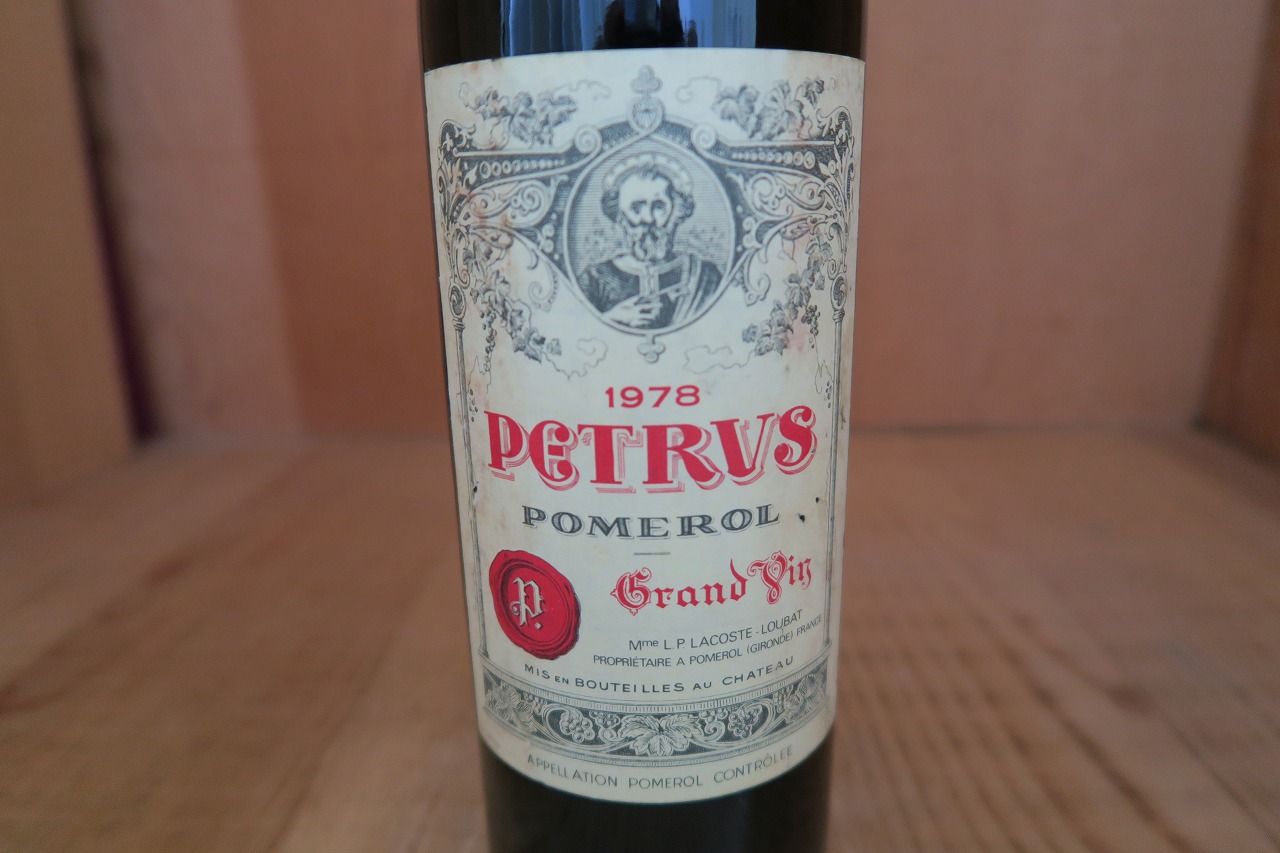 1978
PETRVS
POMEROL
Grand Vin
P.
Mme L.P. LACOSTE - LOUBAT
PROPRIÉTAIRE A POMEROL (GIRONDE) FRANCE
MIS EN BOUTEILLES AU CHATEAU
APPELLATION POMEROL CONTRÔLÉE